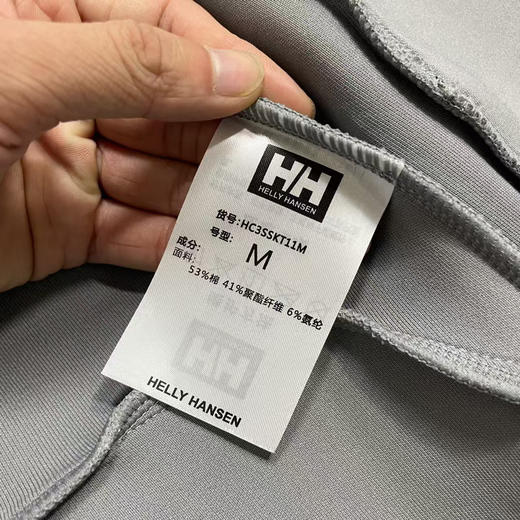 HH
HELLY HANSEN
货号:HC3SSKT11M
号型: M
成分:
面料:
53%棉 41%聚酯纤维 6%氨纶
HELLY HANSEN